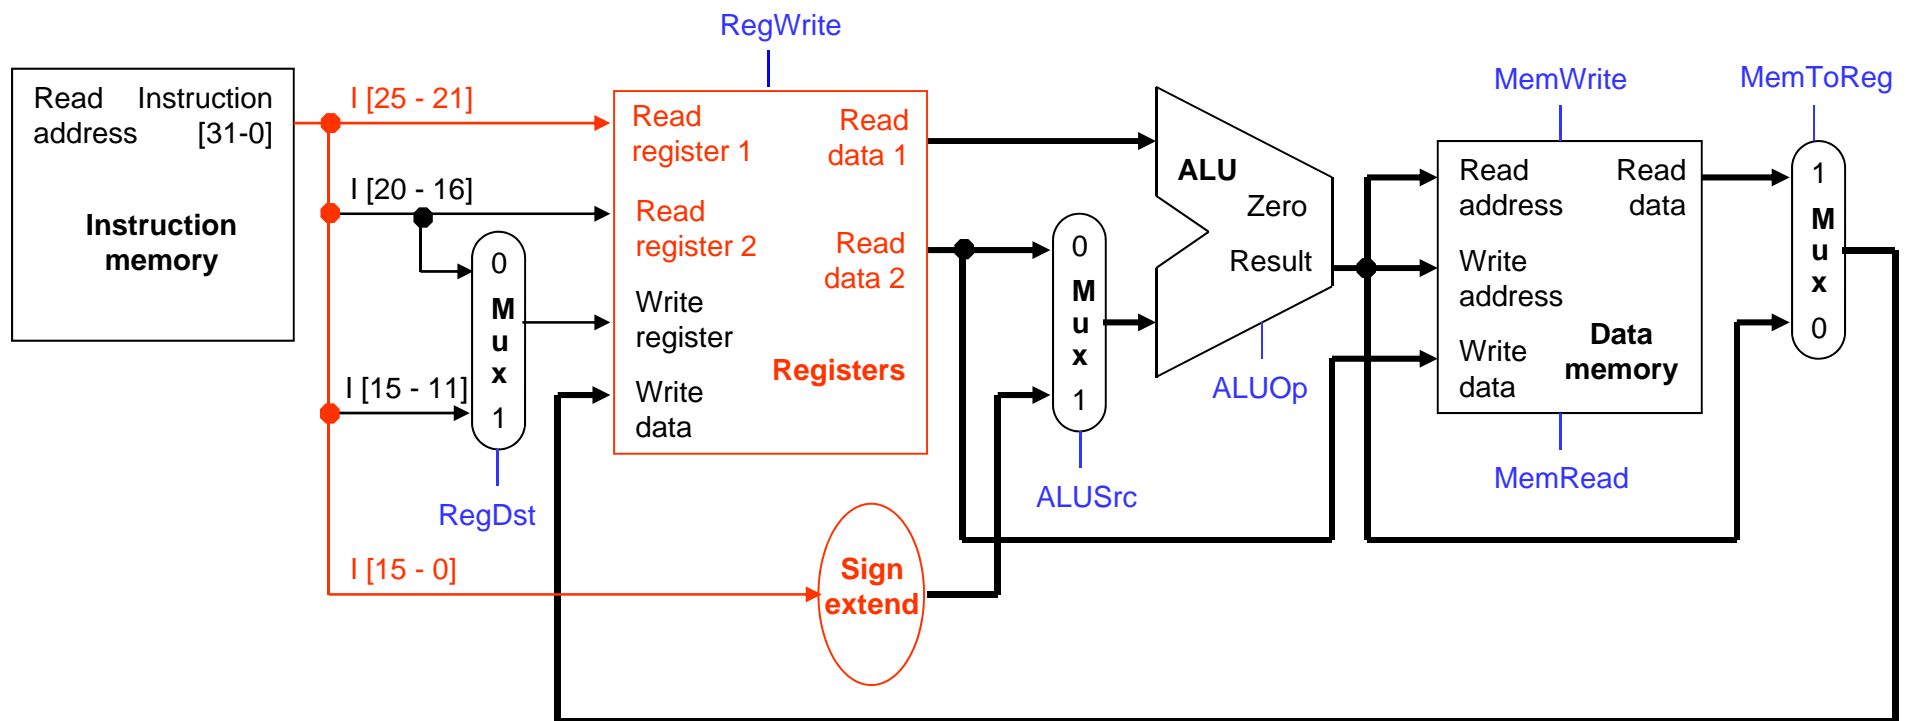 RegWrite
Read Instruction
address [31-0]
Instruction
memory
I [25 - 21]
I [20 - 16]
I [15 - 11]
I [15 - 0]
0
M
u
x
1
RegDst
Read
register 1
Read
data 1
Read
register 2
Read
data 2
Write
register
Registers
Write
data
Sign
extend
0
M
u
x
1
ALUSrc
ALU
Zero
Result
ALUOp
MemWrite
Read
address
Read
data
Write
address
Write
data
Data
memory
MemRead
MemToReg
1
M
u
x
0